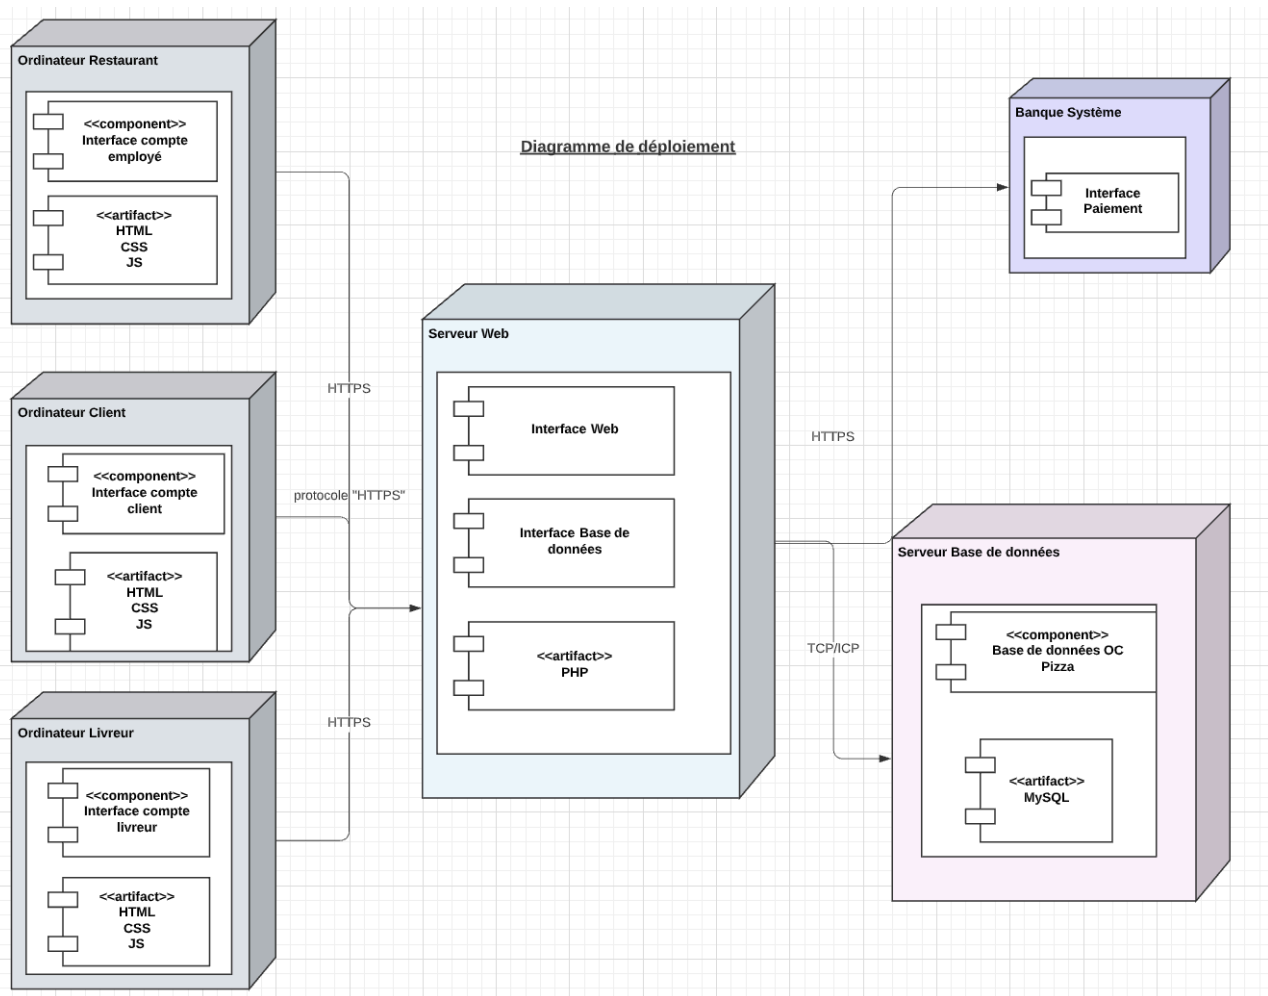 Ordinateur Restaurant
<<component>>
Interface compte
employé
<<artifact>>
HTML
CSS
JS
Diagramme de déploiement
Banque Système
Interface
Paiement
Ordinateur Client
<<component>>
Interface compte
client
<<artifact>>
HTML
CSS
JS
HTTPS
protocole "HTTPS"
HTTPS
Serveur Web
Interface Web
Interface Base de
données
<<artifact>>
PHP
HTTPS
TCP/ICP
Serveur Base de données
<<component>>
Base de données OC
Pizza
<<artifact>>
MySQL
Ordinateur Livreur
<<component>>
Interface compte
livreur
<<artifact>>
HTML
CSS
JS